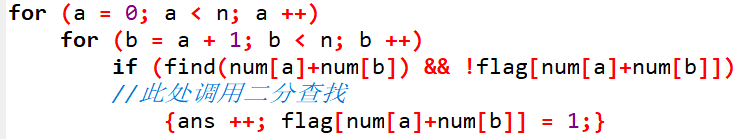 for (a = 0; a < n; a ++)
for (b = a + 1; b < n; b ++)
if (find(num[a]+num[b]) && !flag[num[a]+num[b]])
//此处调用二分查找
{ans ++; flag[num[a]+num[b]] = 1;}